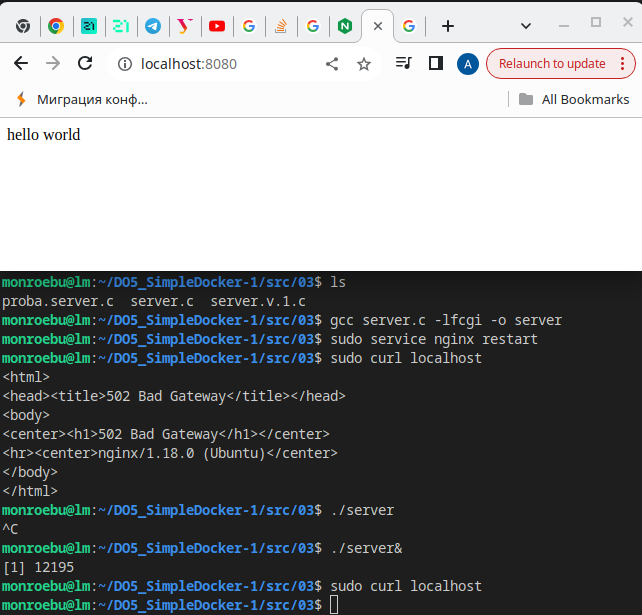 localhost:8080
A
Relaunch to update
Миграция конф...
All Bookmarks
hello world
monroebu@lm:~/DO5_SimpleDocker-1/src/03$ ls
proba.server.c  server.c  server.v.1.c
monroebu@lm:~/DO5_SimpleDocker-1/src/03$ gcc server.c -lfcgi -o server
monroebu@lm:~/DO5_SimpleDocker-1/src/03$ sudo service nginx restart
monroebu@lm:~/DO5_SimpleDocker-1/src/03$ sudo curl localhost
<html>
<head><title>502 Bad Gateway</title></head>
<body>
<center><h1>502 Bad Gateway</h1></center>
<hr><center>nginx/1.18.0 (Ubuntu)</center>
</body>
</html>
monroebu@lm:~/DO5_SimpleDocker-1/src/03$ ./server
^C
monroebu@lm:~/DO5_SimpleDocker-1/src/03$ ./server&
[1] 12195
monroebu@lm:~/DO5_SimpleDocker-1/src/03$ sudo curl localhost
monroebu@lm:~/DO5_SimpleDocker-1/src/03$